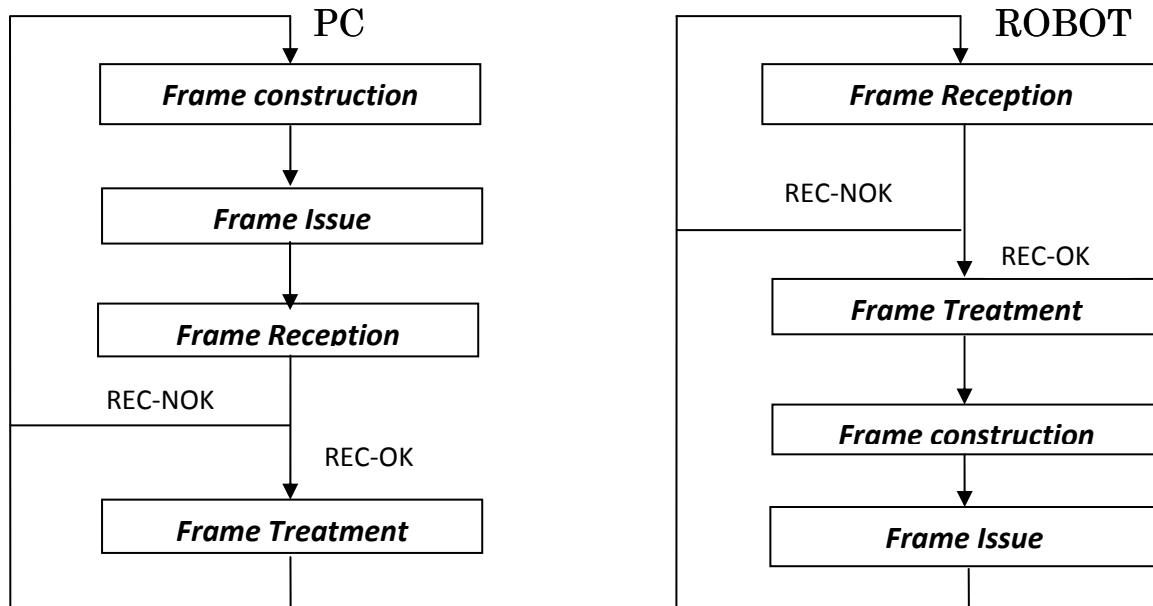 PC
Frame construction
Frame Issue
Frame Reception
REC-NOK
REC-OK
Frame Treatment
ROBOT
Frame Reception
REC-NOK
REC-OK
Frame Treatment
Frame construction
Frame Issue